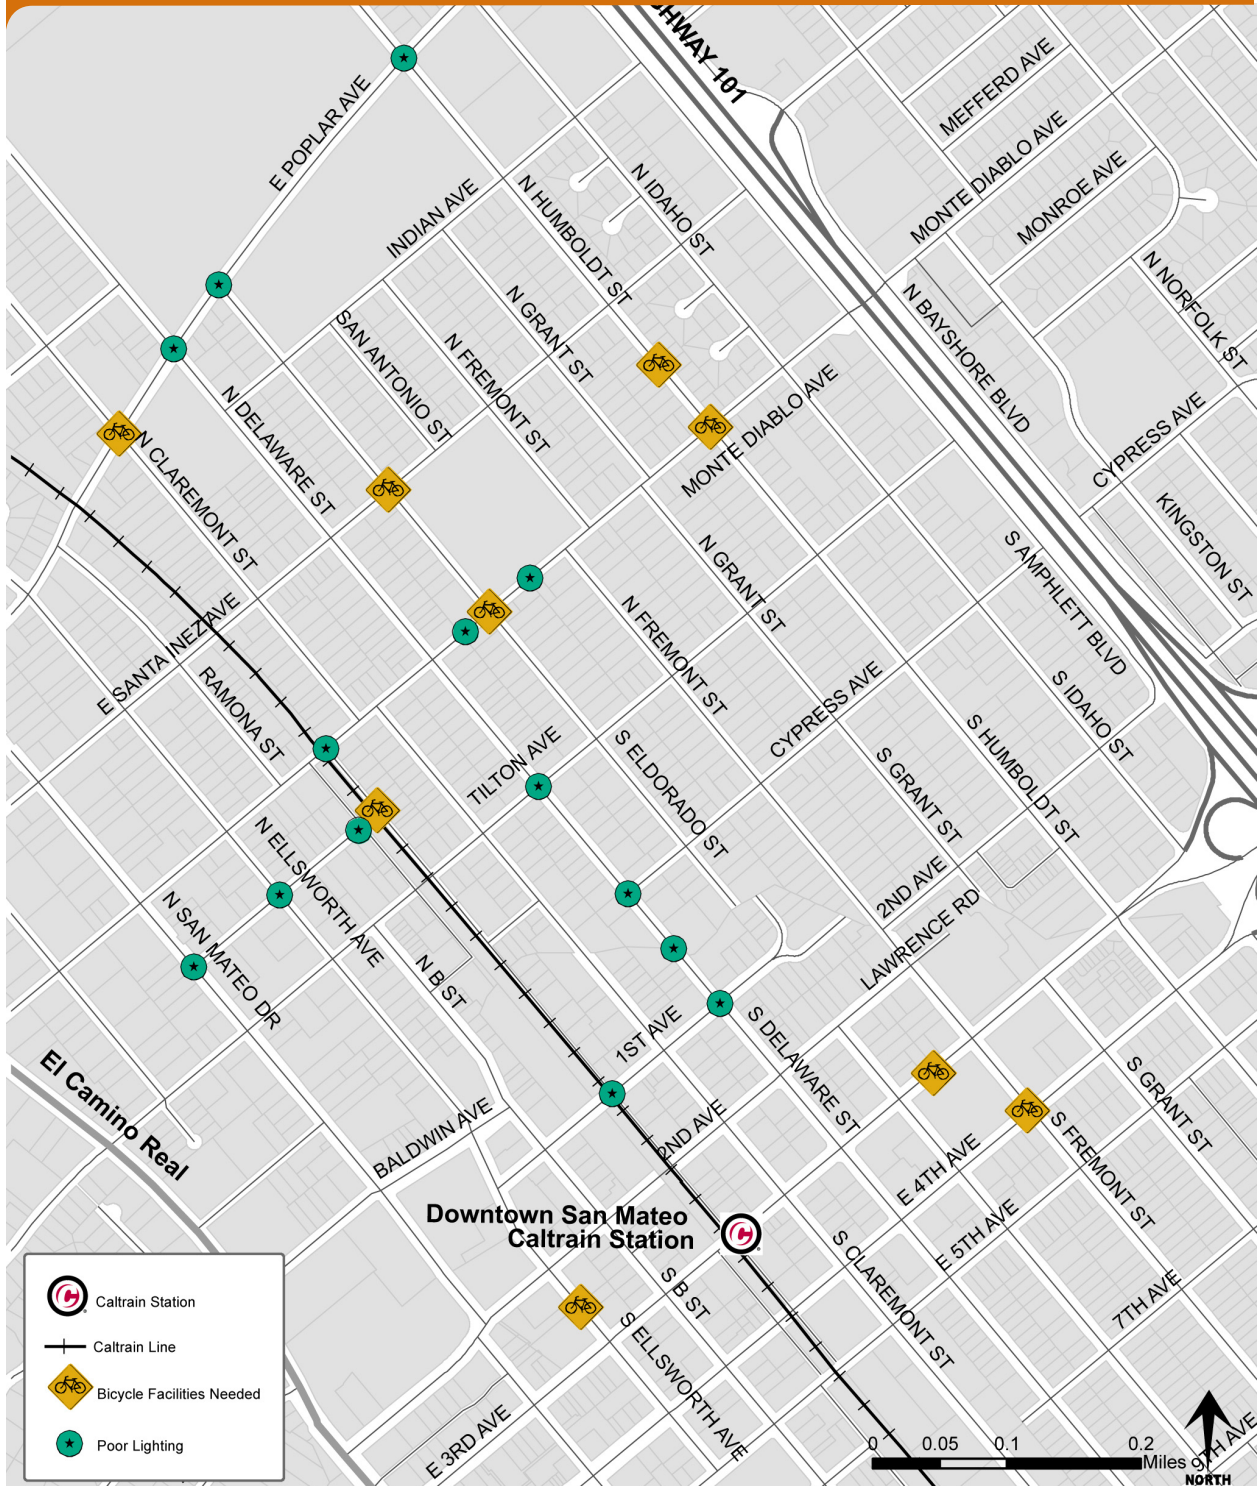 HWAY 101
MEFFERD AVE
E POPLAR AVE
MONTE DIABLO AVE
MONROE AVE
N IDAHO ST
INDIAN AVE
N HUMBOLDT ST
N NORFOLK ST
N BAYSHORE BLVD
N GRANT ST
SAN ANTONIO ST
N FREMONT ST
MONTE DIABLO AVE
N DELAWARE ST
CYPRESS AVE
N CLAREMONT ST
KINGSTON ST
S AMPHLETT BLVD
N GRANT ST
E SANTA INEZ AVE
N FREMONT ST
RAMONA ST
CYPRESS AVE
S IDAHO ST
S HUMBOLDT ST
TILTON AVE
S ELDORADO ST
S GRANT ST
N ELLSWORTH AVE
2ND AVE
LAWRENCE RD
N SAN MATEO DR
N B ST
1ST AVE
S DELAWARE ST
El Camino Real
S GRANT ST
BALDWIN AVE
2ND AVE
S FREMONT ST
E 4TH AVE
E 5TH AVE
Downtown San Mateo
Caltrain Station
C
S CLAREMONT ST
S B ST
7TH AVE
S ELLSWORTH AVE
E 3RD AVE
C
Caltrain Station
Caltrain Line
Bicycle Facilities Needed
Poor Lighting
0 0.05 0.1 0.2
Miles
TH AVE
NORTH